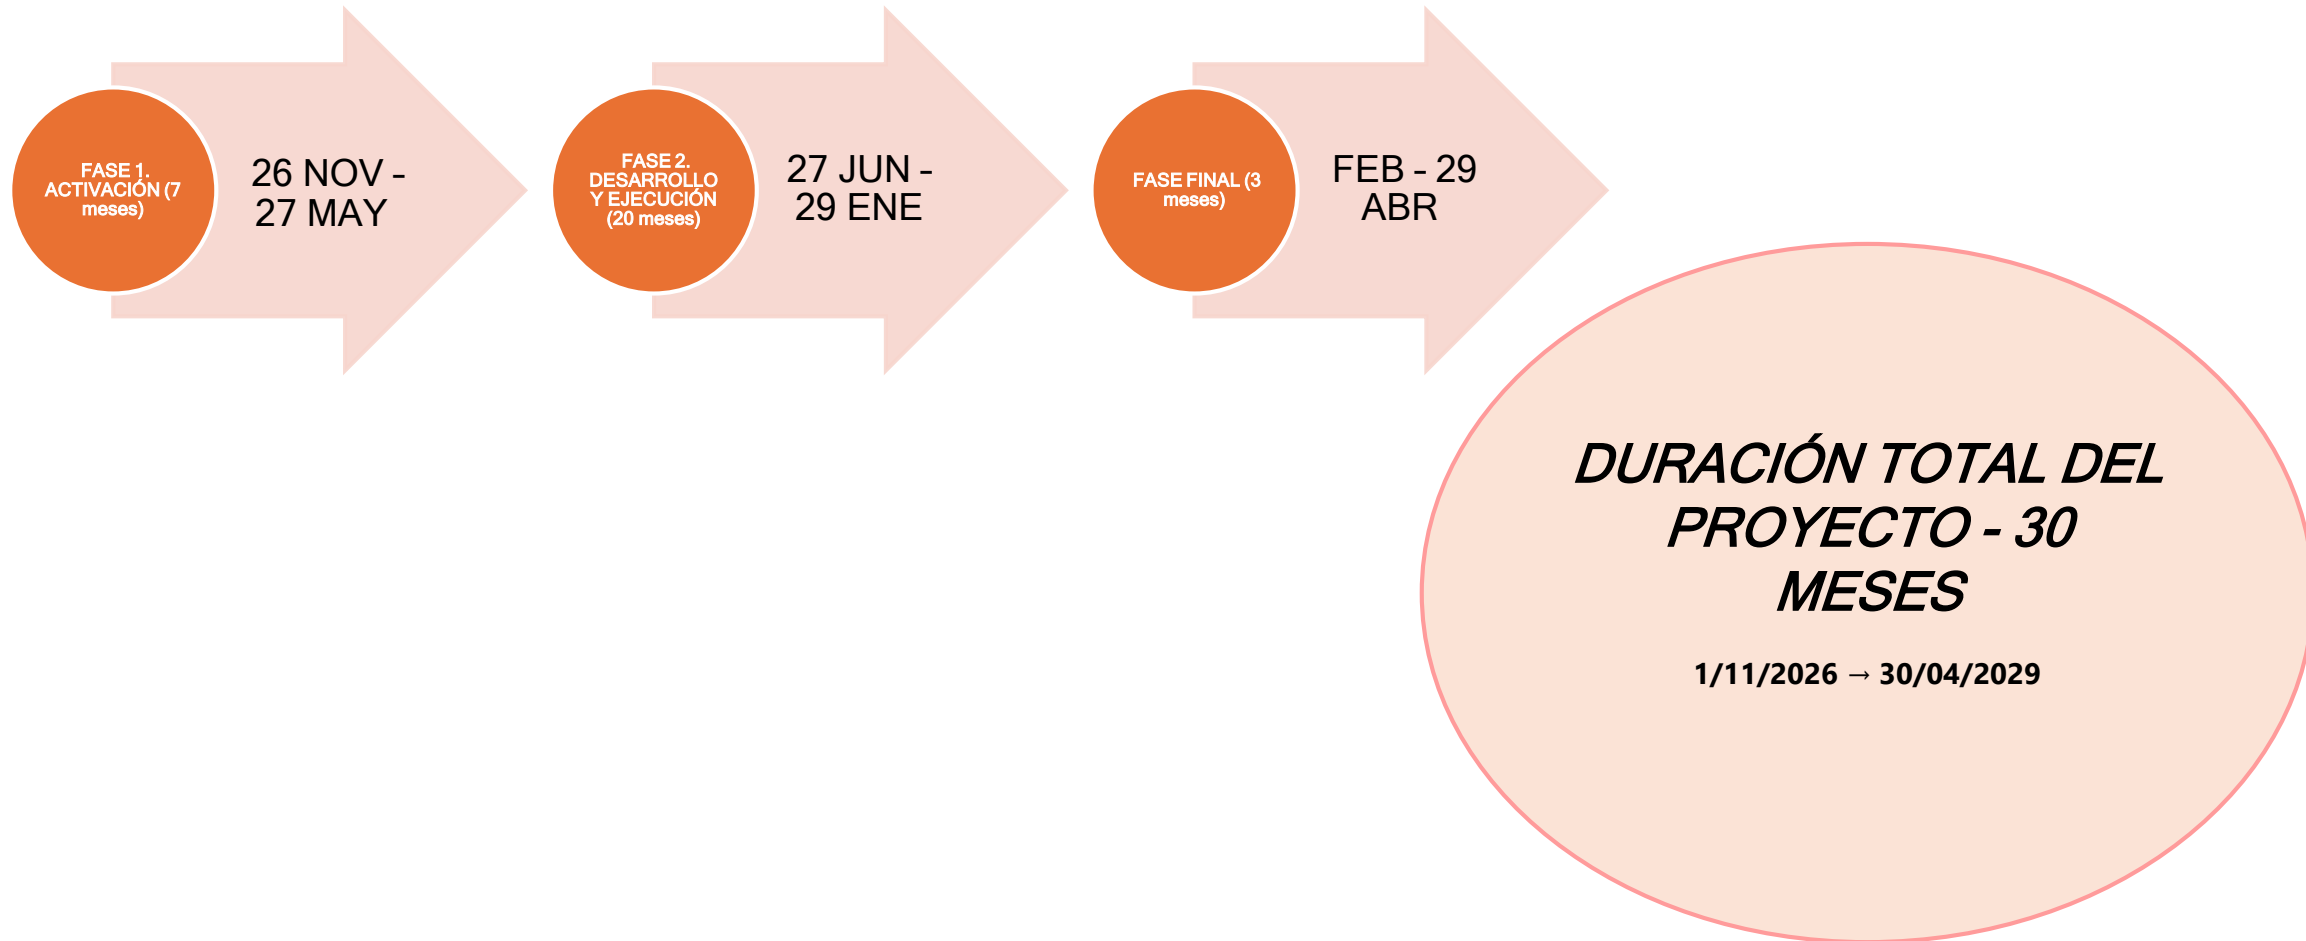 FASE 1.
ACTIVACIÓN (7
meses)
26 NOV –
27 MAY
FASE 2.
DESARROLLO
Y EJECUCIÓN
(20 meses)
27 JUN –
29 ENE
FASE FINAL (3
meses)
FEB – 29
ABR
DURACIÓN TOTAL DEL
PROYECTO - 30
MESES
1/11/2026 → 30/04/2029